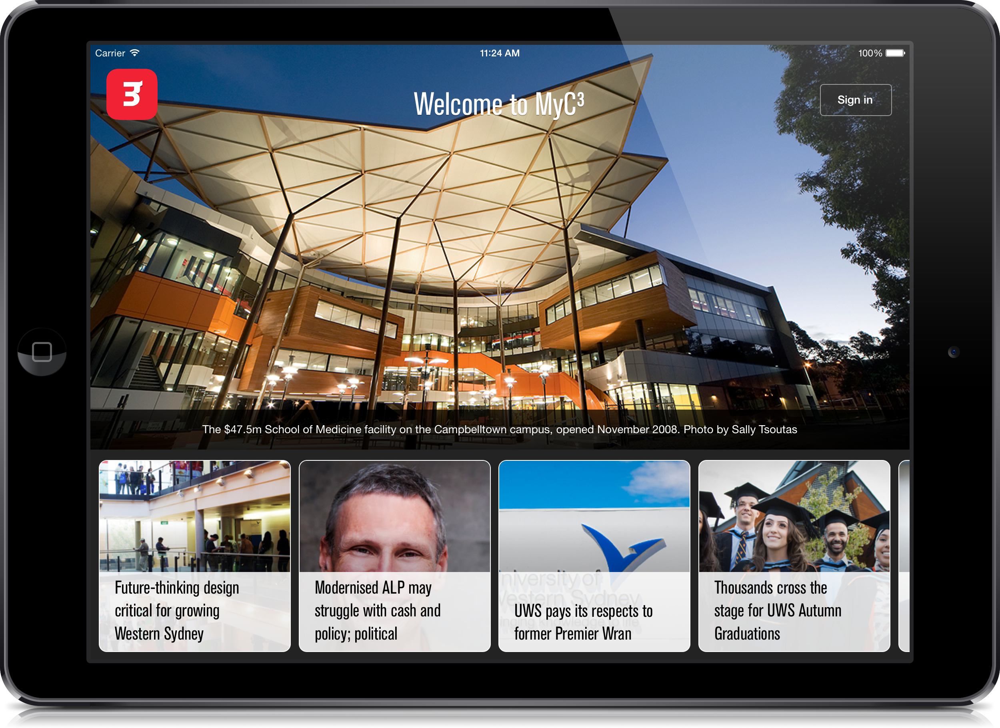 Carrier
11:24 AM
100%
3
Welcome to MyC³
Sign in
The $47.5m School of Medicine facility on the Campbelltown campus, opened November 2008. Photo by Sally Tsoutas
Future-thinking design
critical for growing
Western Sydney
Modernised ALP may
struggle with cash and
policy; political
niversity of
Western Sydney
inging knowledge to life
UWS pays its respects to
former Premier Wran
Thousands cross the
stage for UWS Autumn
Graduations